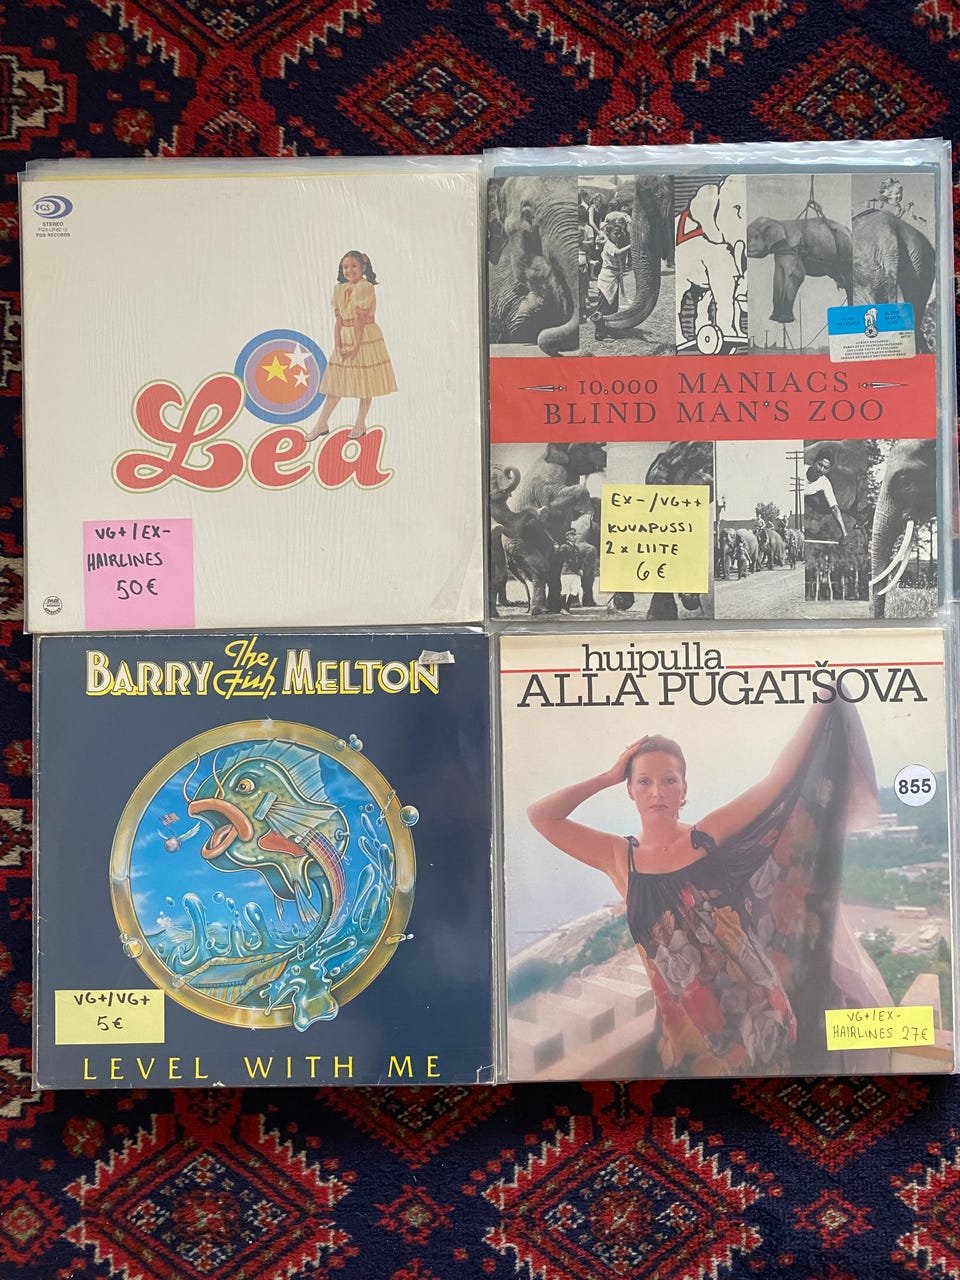 FGS
STEREO
FGS RECORDS
Lea
VG+/EX-
HAIRLINES
50€
10,000 MANIACS
BLIND MAN'S ZOO
EX-/VG++
KUVAPUSSI
2 x LIITE
6€
The
BARRY Fish MELTON
VG+/VG+
5€
LEVEL WITH ME
huipulla
ALLA PUGATŠOVA
855
VG+/EX-
HAIRLINES 27€